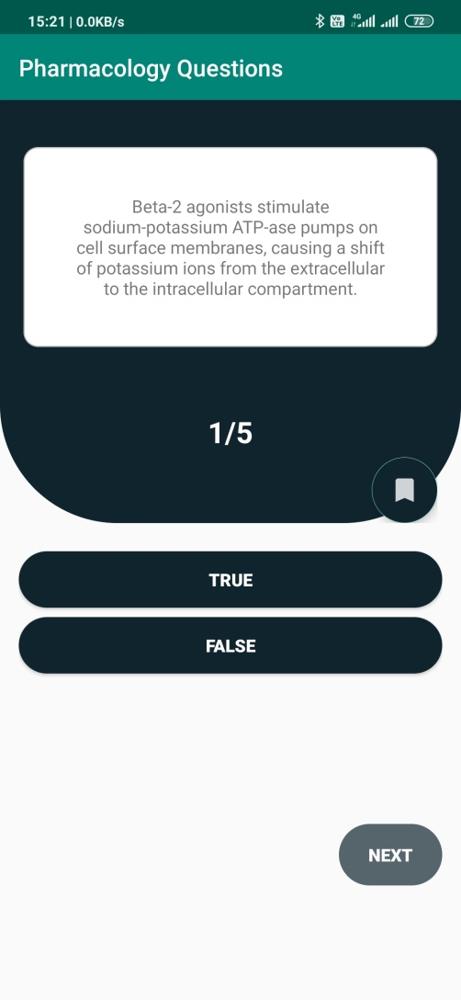 15:21 | 0.0KB/s
Vo LTE 4G 72
Pharmacology Questions
Beta-2 agonists stimulate
sodium-potassium ATP-ase pumps on
cell surface membranes, causing a shift
of potassium ions from the extracellular
to the intracellular compartment.
1/5
TRUE
FALSE
NEXT